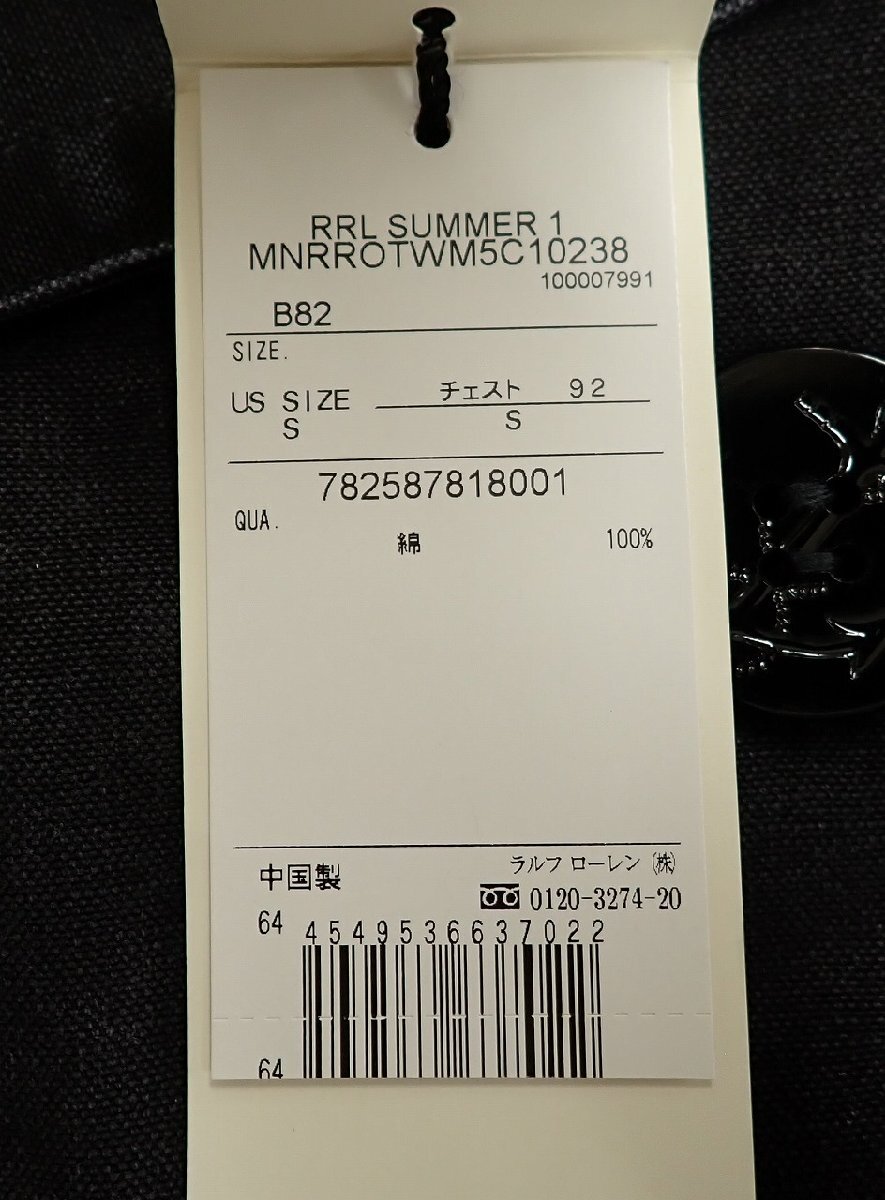 RRL SUMMER 1
MNRROTWM5C10238
100007991
B82
SIZE.
US SIZE チェスト 92
S S
782587818001
QUA.
綿 100%
中国製 ラルフ ローレン (株)
0120-3274-20
64 4549536637022
64